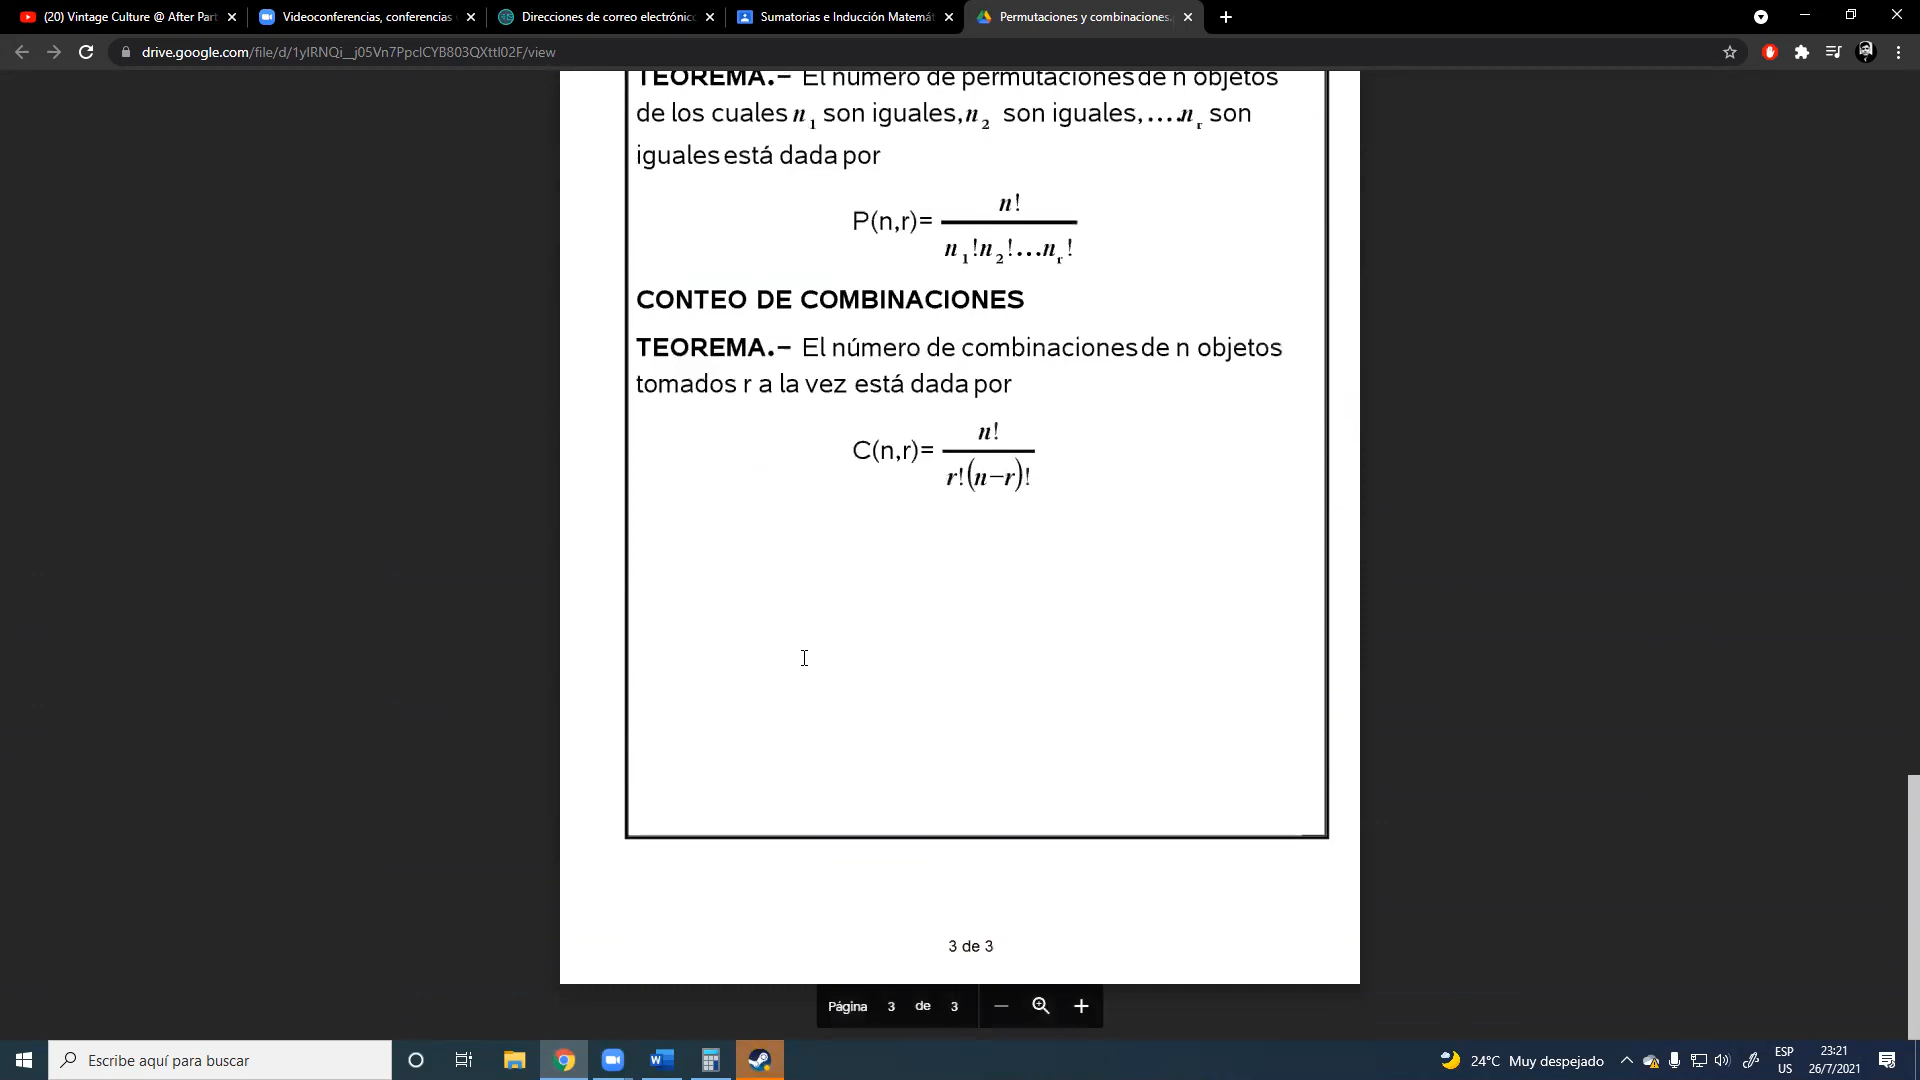 (20) Vintage Culture @ After Part
Videoconferencias, conferencias
Direcciones de correo electrónic
Sumatorias e Inducción Matemát
Permutaciones y combinaciones.
drive.google.com/file/d/1yIRNQi__j05Vn7PpclCYB803QXttI02F/view
TEOREMA.- El número de permutaciones de n objetos
de los cuales n₁ son iguales, n₂ son iguales, ....nᵣ son
iguales está dada por
P(n,r)= n! / n₁!n₂!...nᵣ!
CONTEO DE COMBINACIONES
TEOREMA.- El número de combinaciones de n objetos
tomados r a la vez está dada por
C(n,r)= n! / r!(n-r)!
3 de 3
Página 3 de 3
Escribe aquí para buscar
24°C Muy despejado
ESP
US
23:21
26/7/2021